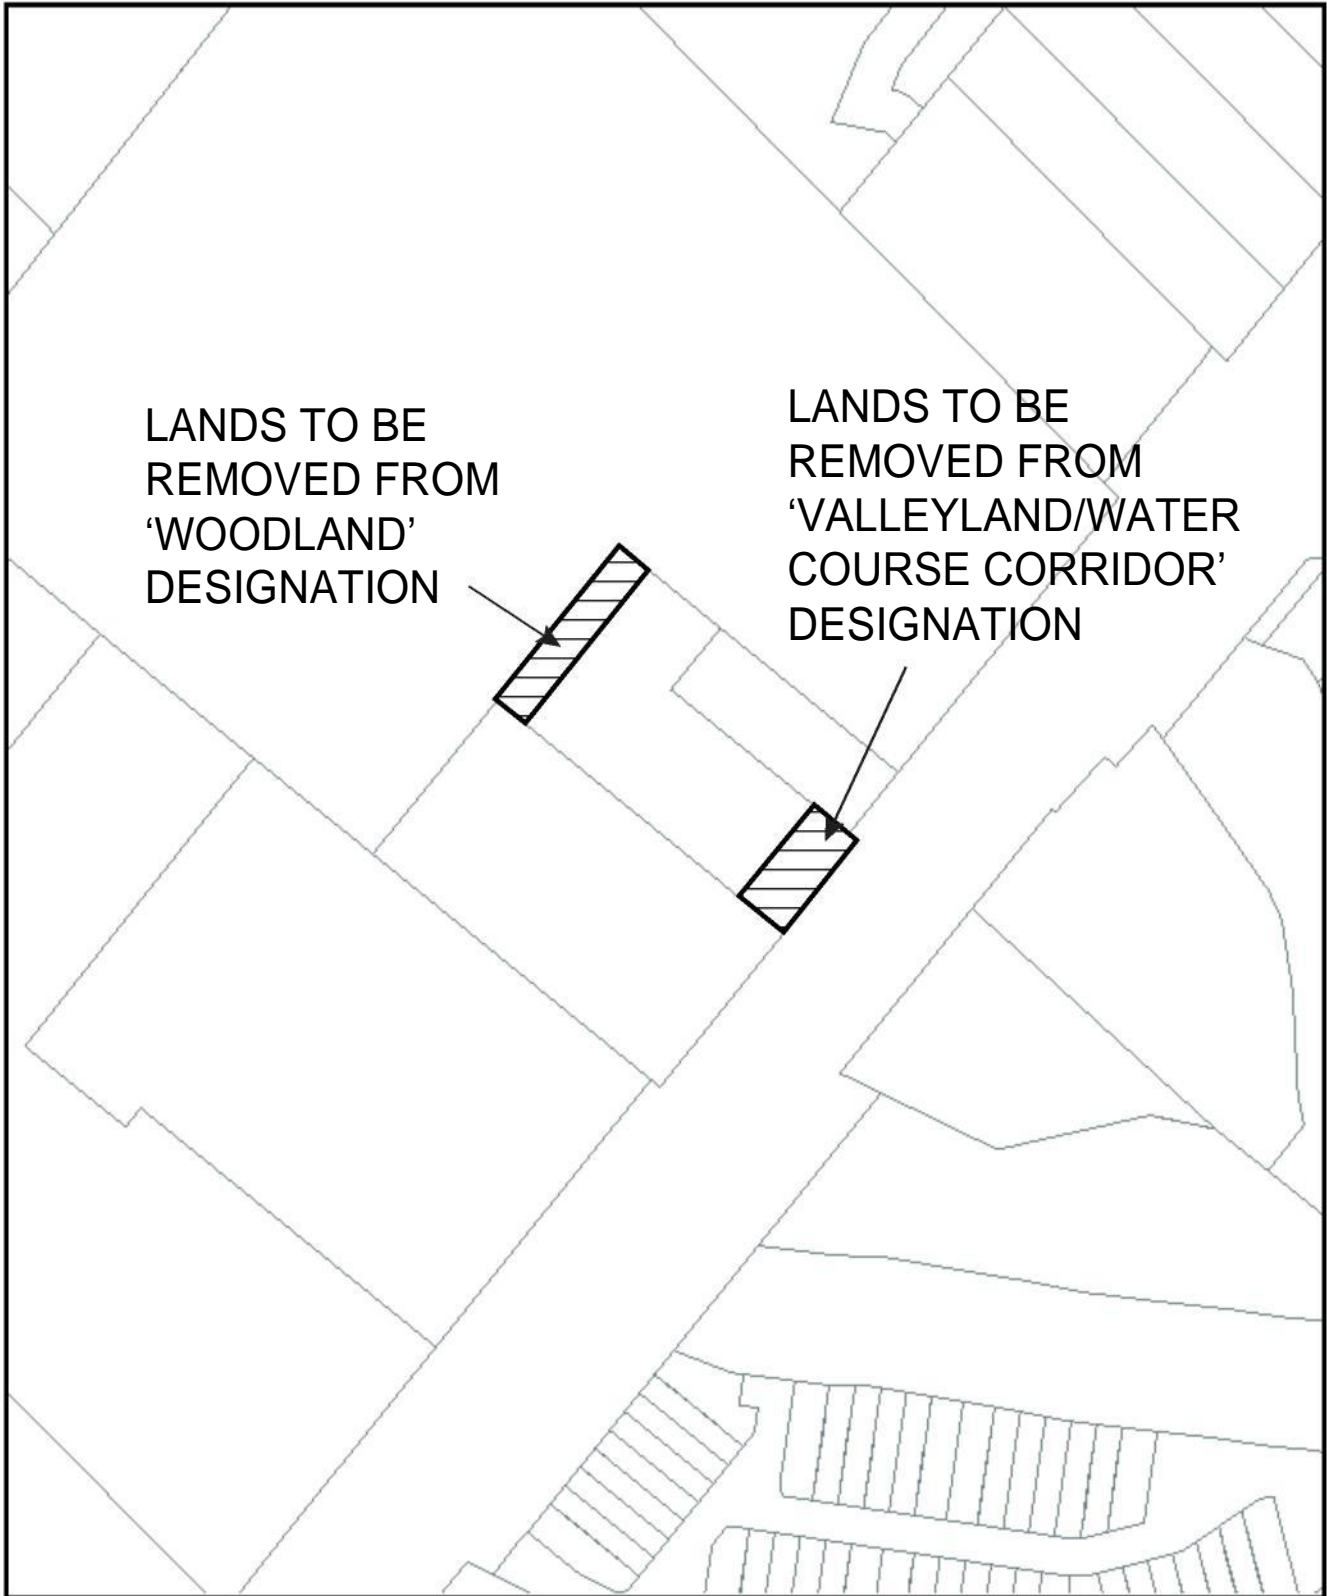 LANDS TO BE
REMOVED FROM
‘WOODLAND’
DESIGNATION
LANDS TO BE
REMOVED FROM
‘VALLEYLAND/WATER
COURSE CORRIDOR’
DESIGNATION